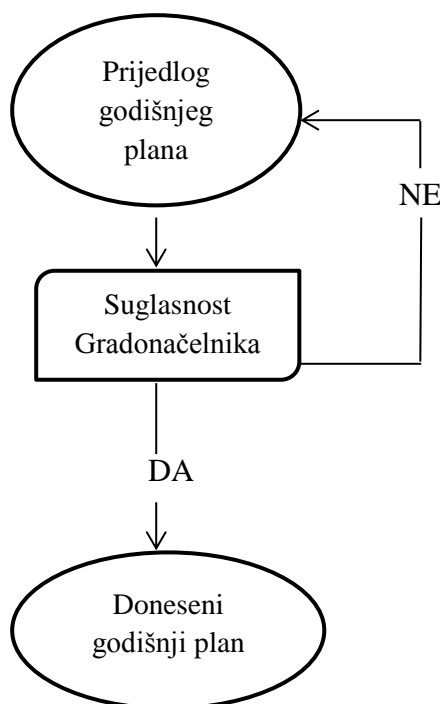 Prijedlog
godišnjeg
plana
NE
Suglasnost
Gradonačelnika
DA
Doneseni
godišnji plan